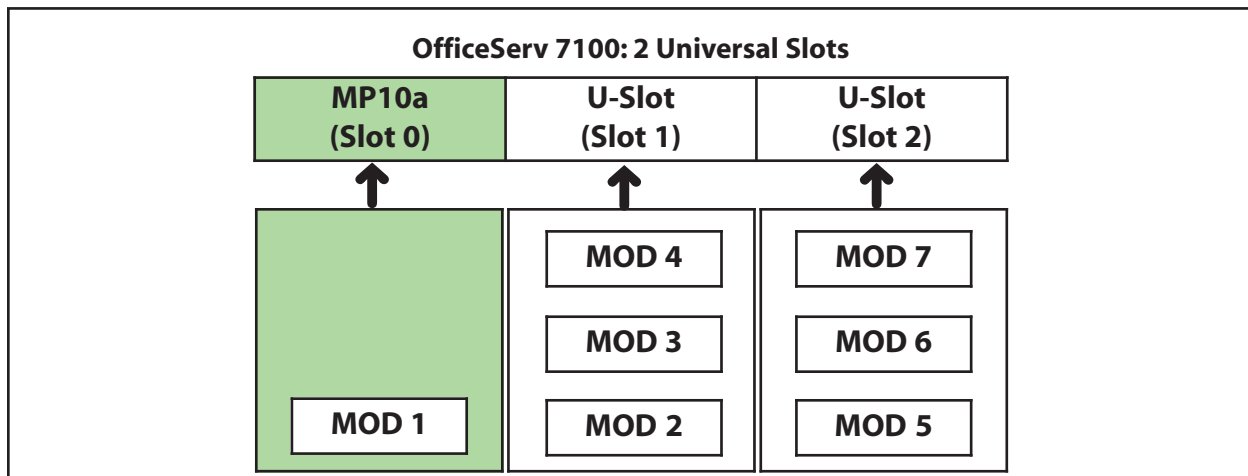 OfficeServ 7100: 2 Universal Slots
MP10a
(Slot 0)
U-Slot
(Slot 1)
U-Slot
(Slot 2)
MOD 1
MOD 4
MOD 3
MOD 2
MOD 7
MOD 6
MOD 5